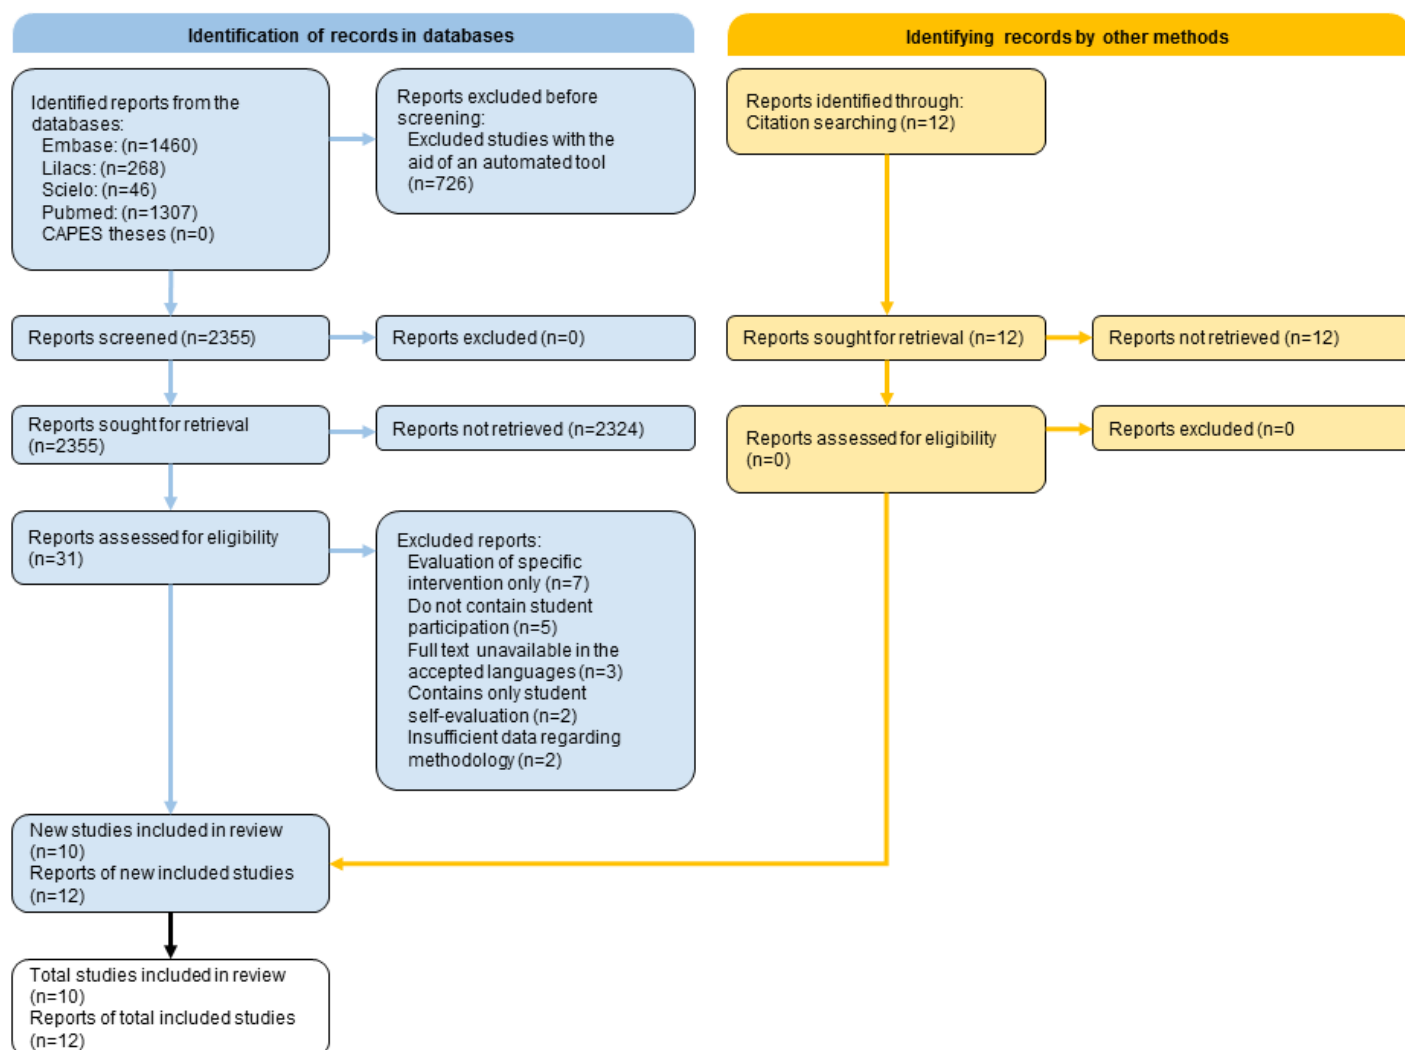 Identification of records in databases
Identified reports from the
databases:
Embase: (n=1460)
Lilacs: (n=268)
Scielo: (n=46)
Pubmed: (n=1307)
CAPES theses (n=0)
Reports excluded before
screening:
Excluded studies with the
aid of an automated tool
(n=726)
Reports screened (n=2355)
Reports excluded (n=0)
Reports sought for retrieval
(n=2355)
Reports not retrieved (n=2324)
Reports assessed for eligibility
(n=31)
Excluded reports:
Evaluation of specific
intervention only (n=7)
Do not contain student
participation (n=5)
Full text unavailable in the
accepted languages (n=3)
Contains only student
self-evaluation (n=2)
Insufficient data regarding
methodology (n=2)
Identifying records by other methods
Reports identified through:
Citation searching (n=12)
Reports sought for retrieval (n=12)
Reports not retrieved (n=12)
Reports assessed for eligibility
(n=0)
Reports excluded (n=0
New studies included in review
(n=10)
Reports of new included studies
(n=12)
Total studies included in review
(n=10)
Reports of total included studies
(n=12)